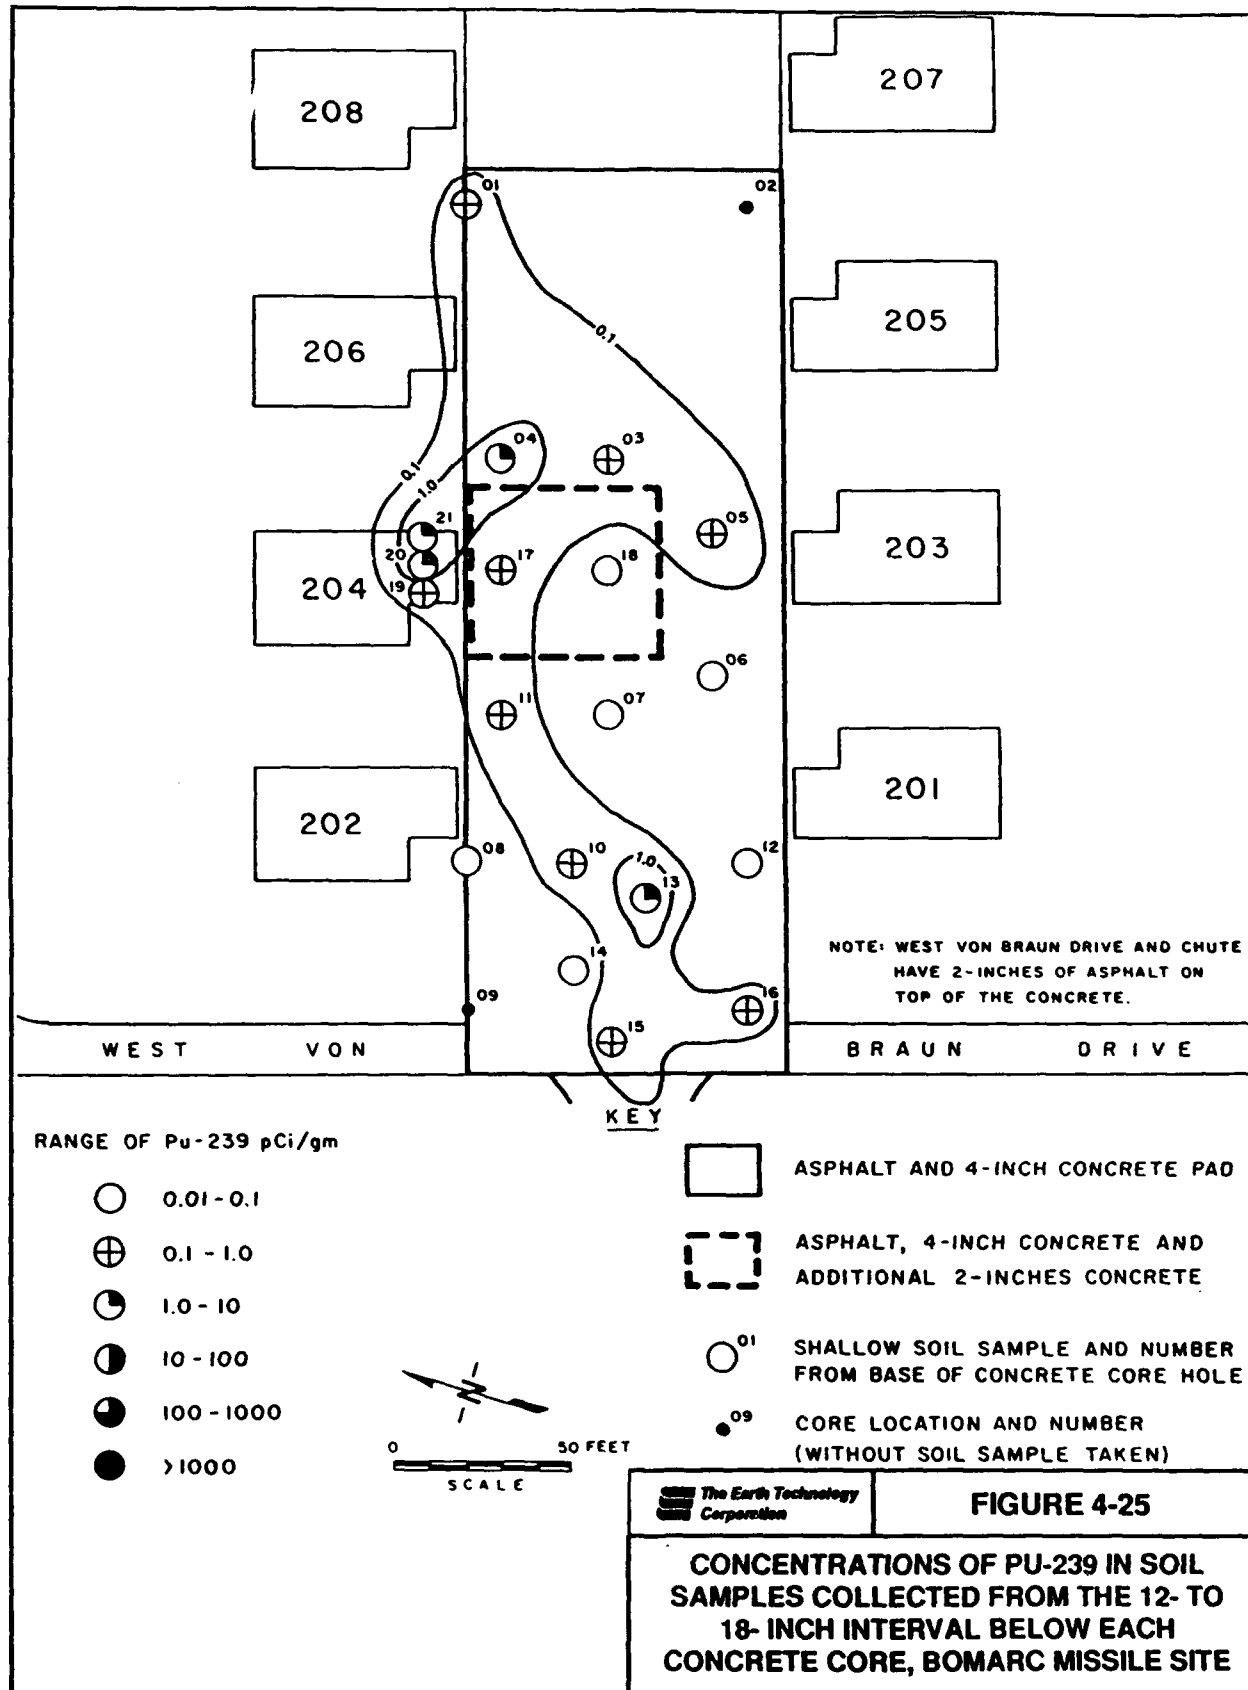 208
207
01
02
206
205
0.1
04
03
0.1
1.0
21
05
20
17
18
203
19
204
06
11
07
202
201
08
10
1.0
12
13
NOTE: WEST VON BRAUN DRIVE AND CHUTE
HAVE 2-INCHES OF ASPHALT ON
TOP OF THE CONCRETE.
14
09
16
15
WEST VON BRAUN DRIVE
KEY
RANGE OF Pu-239 pCi/gm
0.01 - 0.1
0.1 - 1.0
1.0 - 10
10 - 100
100 - 1000
>1000
ASPHALT AND 4-INCH CONCRETE PAD
ASPHALT, 4-INCH CONCRETE AND
ADDITIONAL 2-INCHES CONCRETE
01
SHALLOW SOIL SAMPLE AND NUMBER
FROM BASE OF CONCRETE CORE HOLE
09
CORE LOCATION AND NUMBER
(WITHOUT SOIL SAMPLE TAKEN)
N
0 50 FEET
SCALE
The Earth Technology
Corporation
FIGURE 4-25
CONCENTRATIONS OF PU-239 IN SOIL
SAMPLES COLLECTED FROM THE 12- TO
18- INCH INTERVAL BELOW EACH
CONCRETE CORE, BOMARC MISSILE SITE